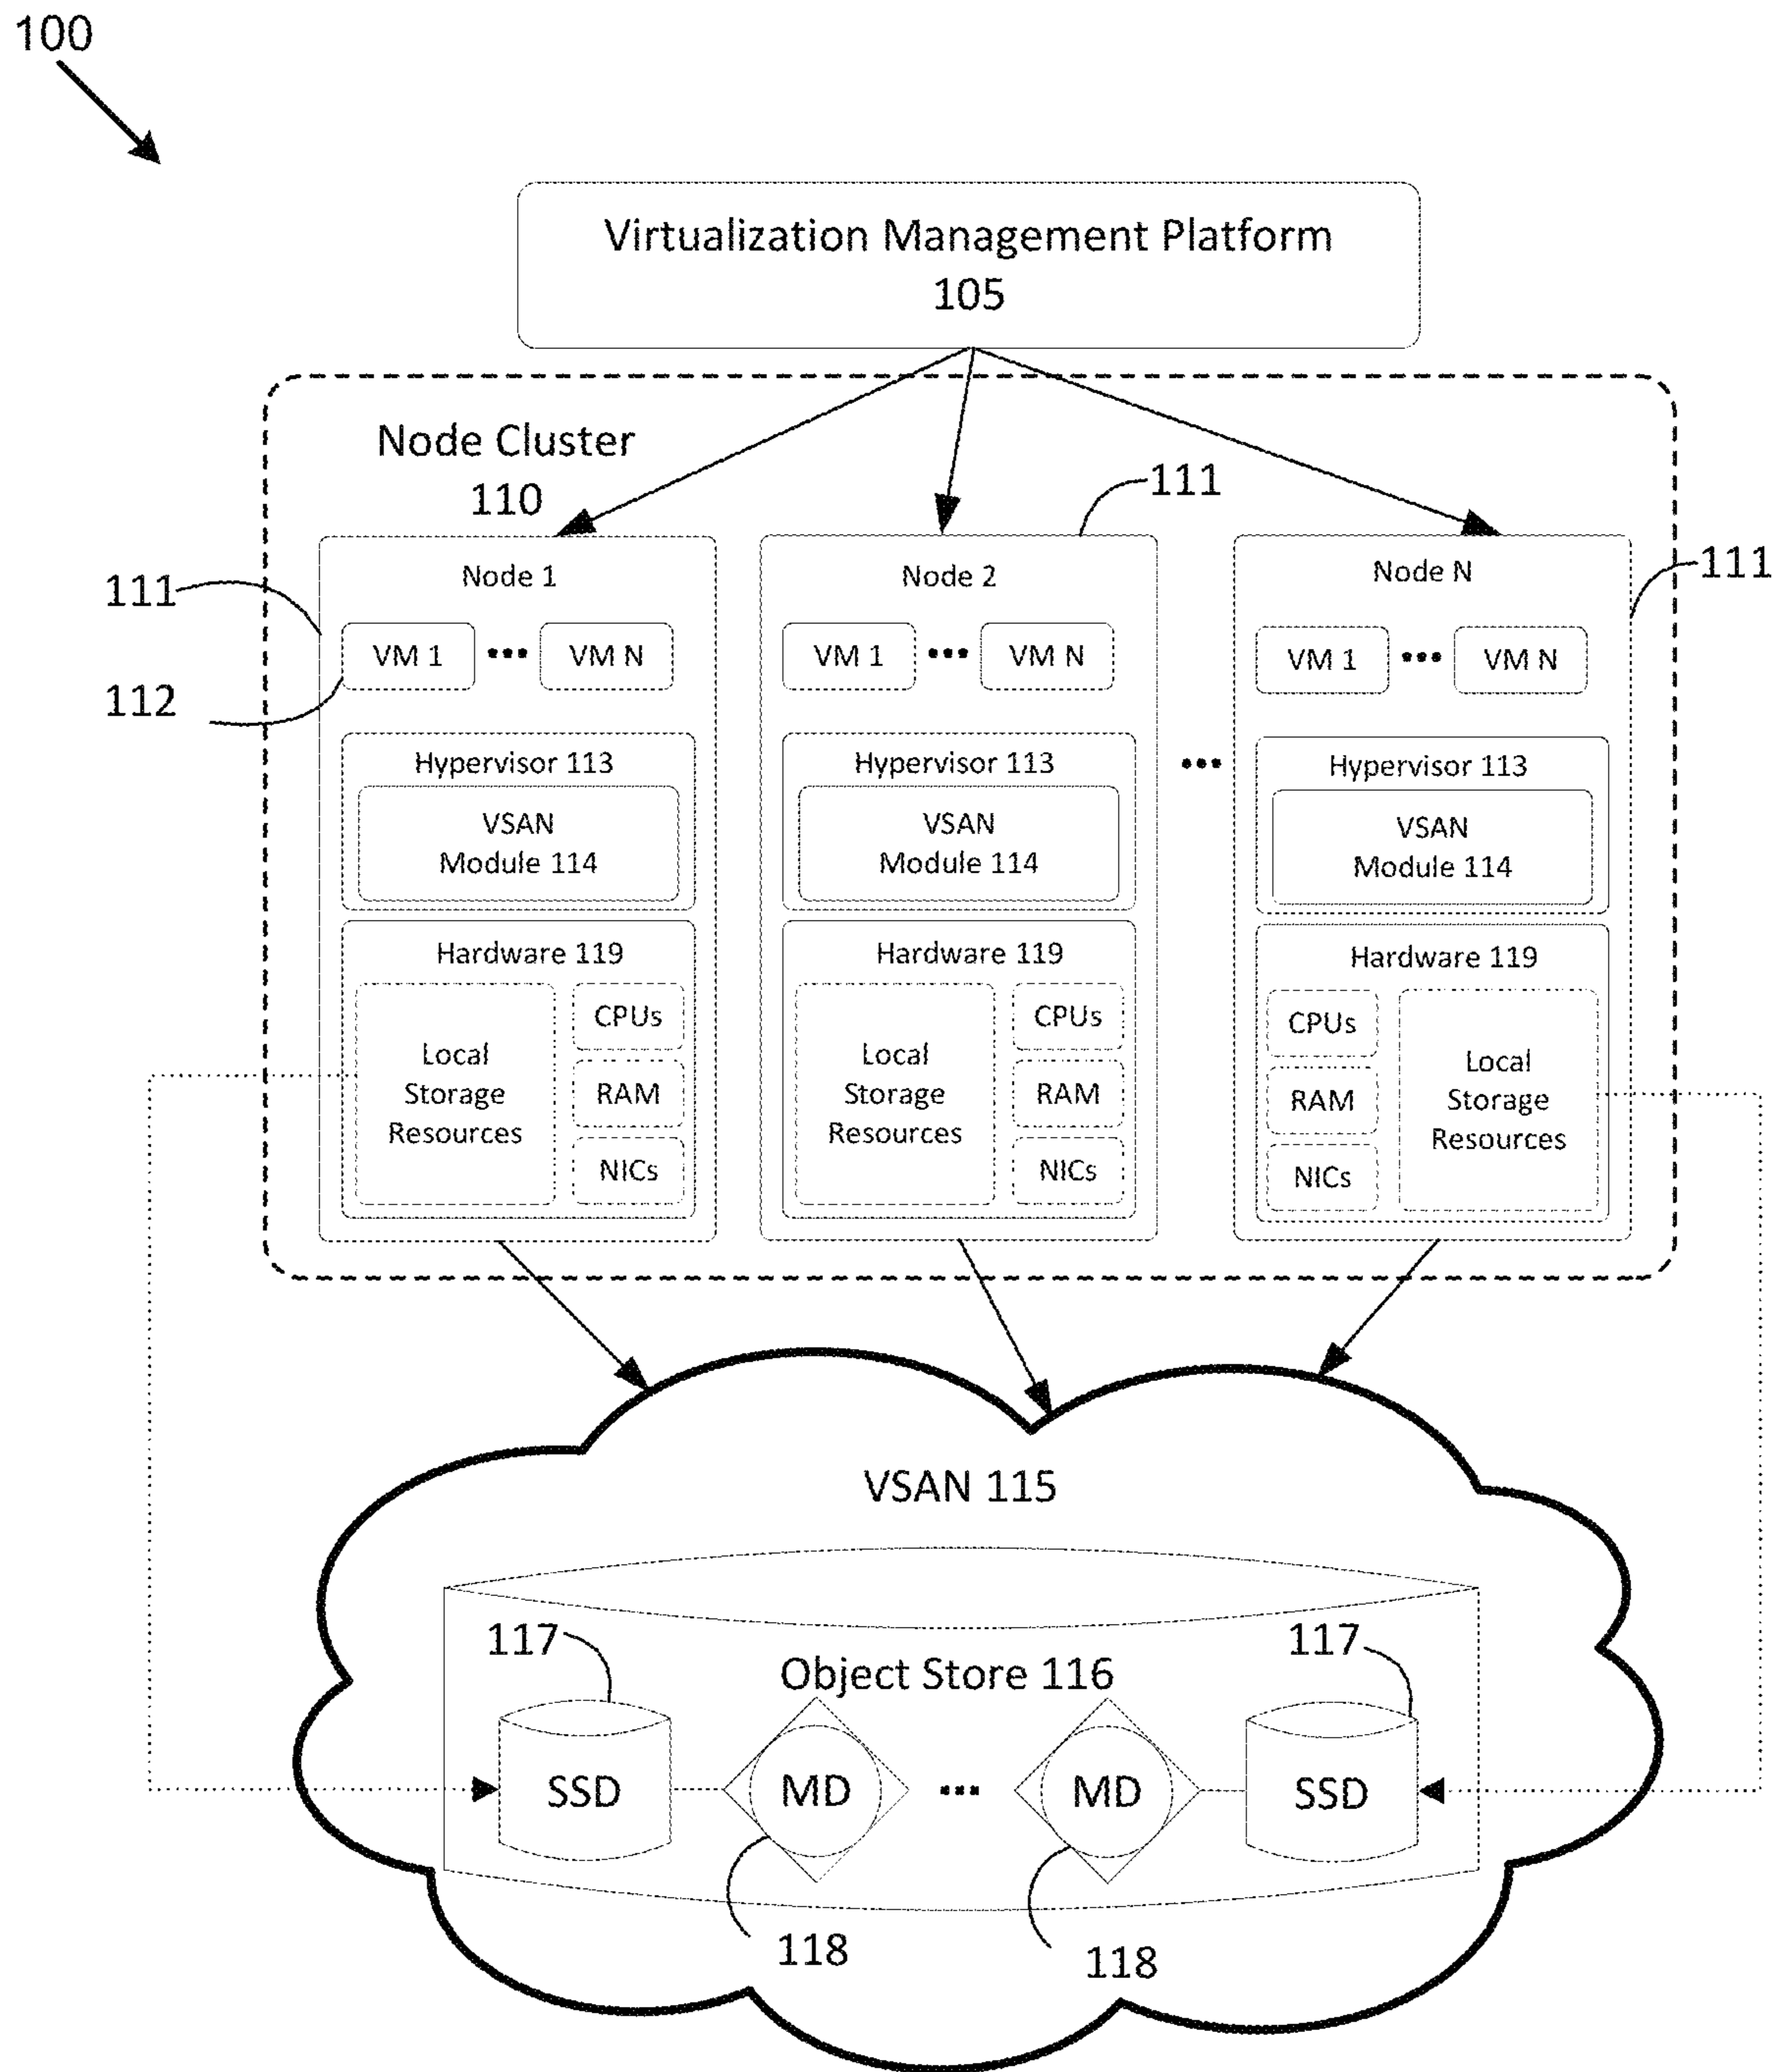 100
Virtualization Management Platform
105
Node Cluster
110
111
111
111
112
Node 1
VM 1 ••• VM N
Hypervisor 113
VSAN
Module 114
Hardware 119
Local
Storage
Resources
CPUs
RAM
NICs
Node 2
VM 1 ••• VM N
Hypervisor 113
VSAN
Module 114
Hardware 119
Local
Storage
Resources
CPUs
RAM
NICs
•••
Node N
VM 1 ••• VM N
Hypervisor 113
VSAN
Module 114
Hardware 119
CPUs
RAM
NICs
Local
Storage
Resources
VSAN 115
117
117
Object Store 116
SSD MD ••• MD SSD
118
118